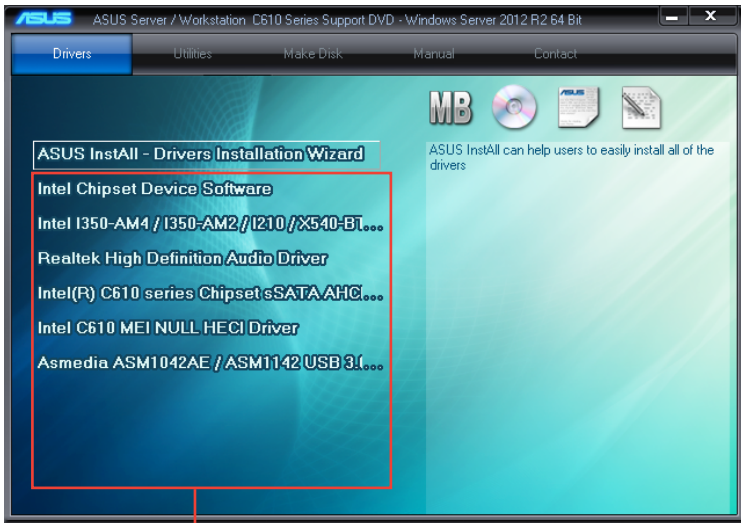 ASUS ASUS Server / Workstation C610 Series Support DVD - Windows Server 2012 R2 64 Bit
Drivers Utilities Make Disk Manual Contact
MB
ASUS InstAll - Drivers Installation Wizard
Intel Chipset Device Software
Intel I350-AM4 / I350-AM2 / I210 / X540-BT...
Realtek High Definition Audio Driver
Intel(R) C610 series Chipset sSATA AHCI...
Intel C610 MEI NULL HECI Driver
Asmedia ASM1042AE / ASM1142 USB 3.0...
ASUS InstAll can help users to easily install all of the
drivers